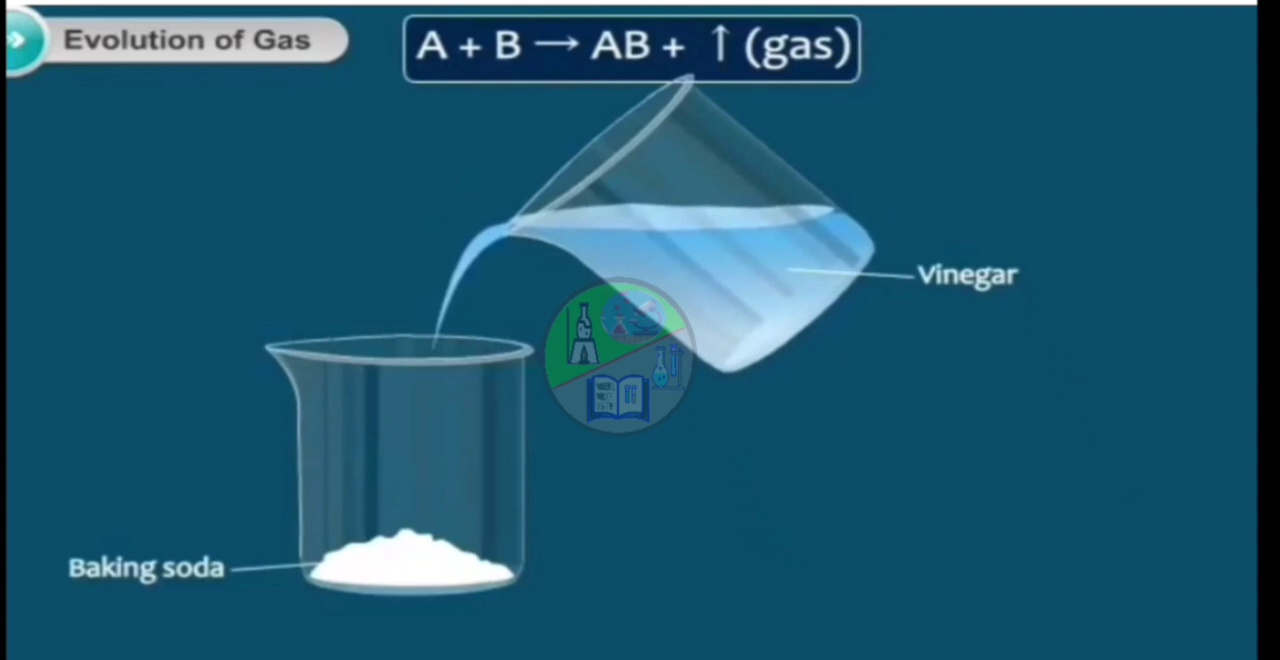 Evolution of Gas
A + B → AB + ↑ (gas)
Vinegar
Baking soda